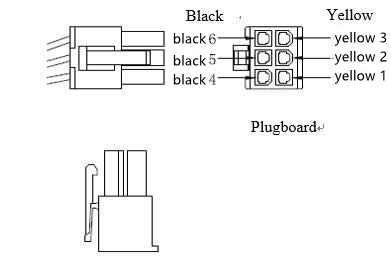 Black Yellow
black 6 yellow 3
black 5 yellow 2
black 4 yellow 1
Plugboard